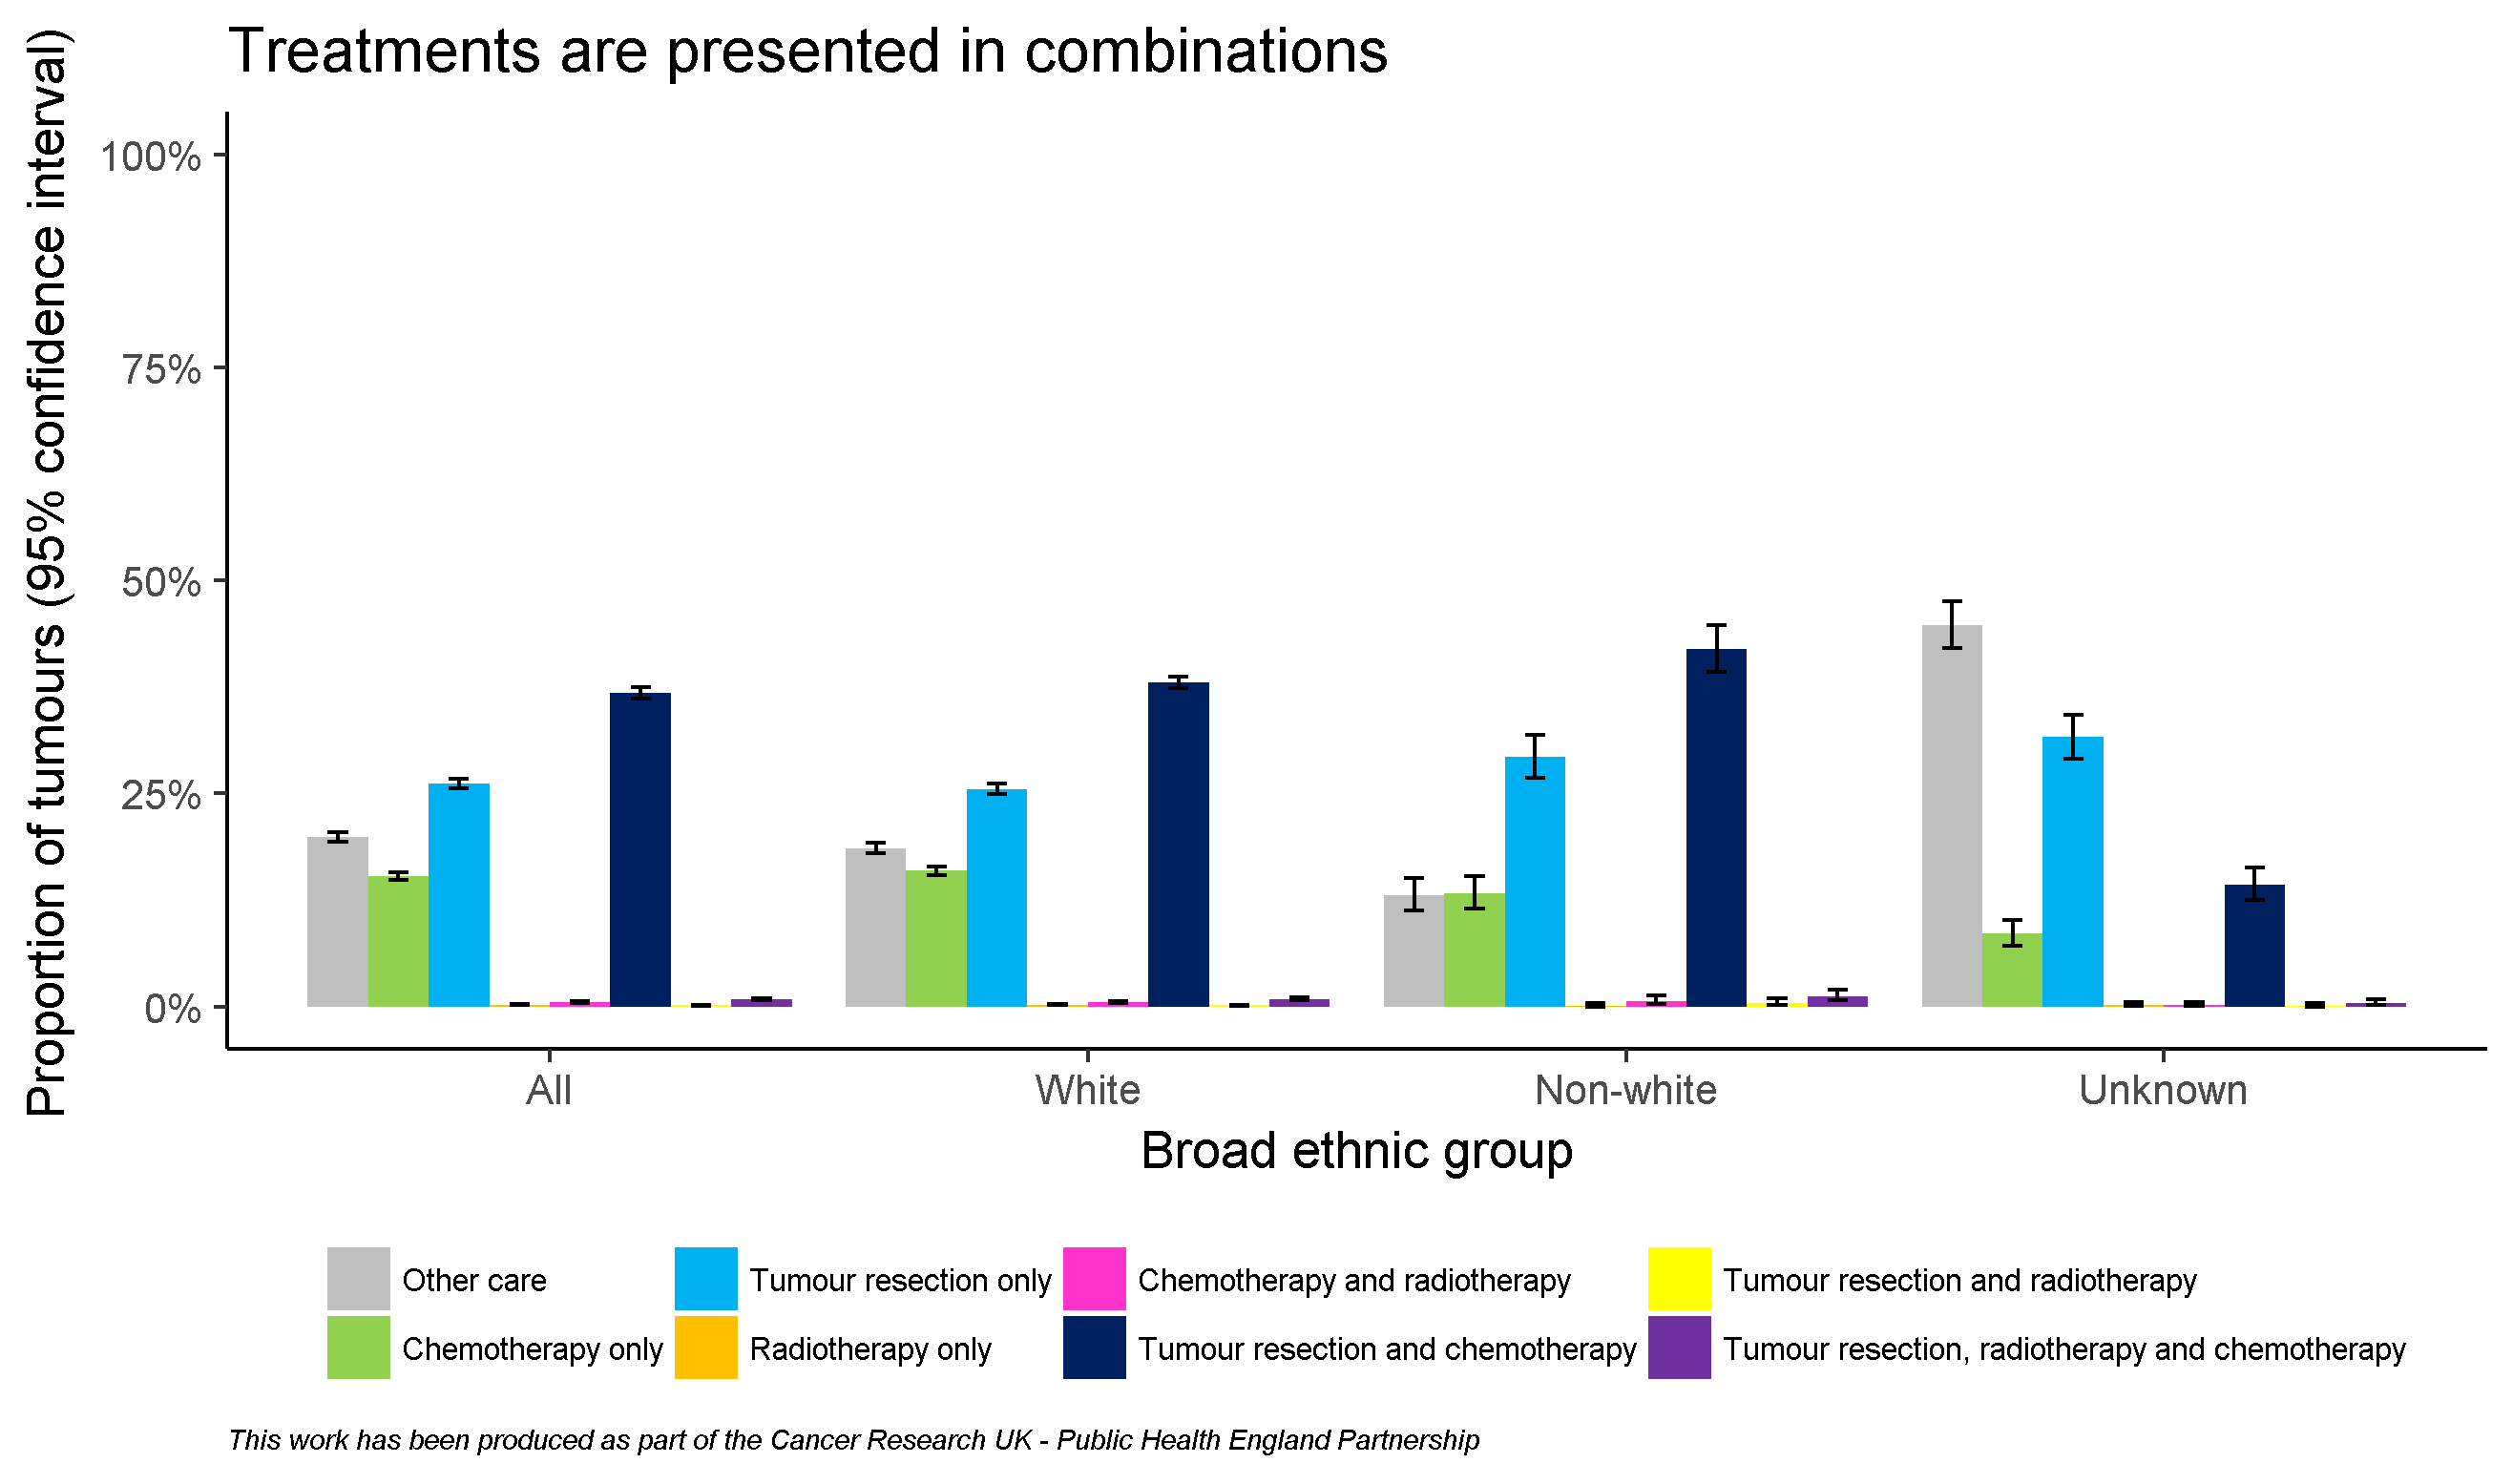 Treatments are presented in combinations
Proportion of tumours (95% confidence interval)
100%
75%
50%
25%
0%
All
White
Non-white
Unknown
Broad ethnic group
Other care
Tumour resection only
Chemotherapy and radiotherapy
Tumour resection and radiotherapy
Chemotherapy only
Radiotherapy only
Tumour resection and chemotherapy
Tumour resection, radiotherapy and chemotherapy
This work has been produced as part of the Cancer Research UK - Public Health England Partnership